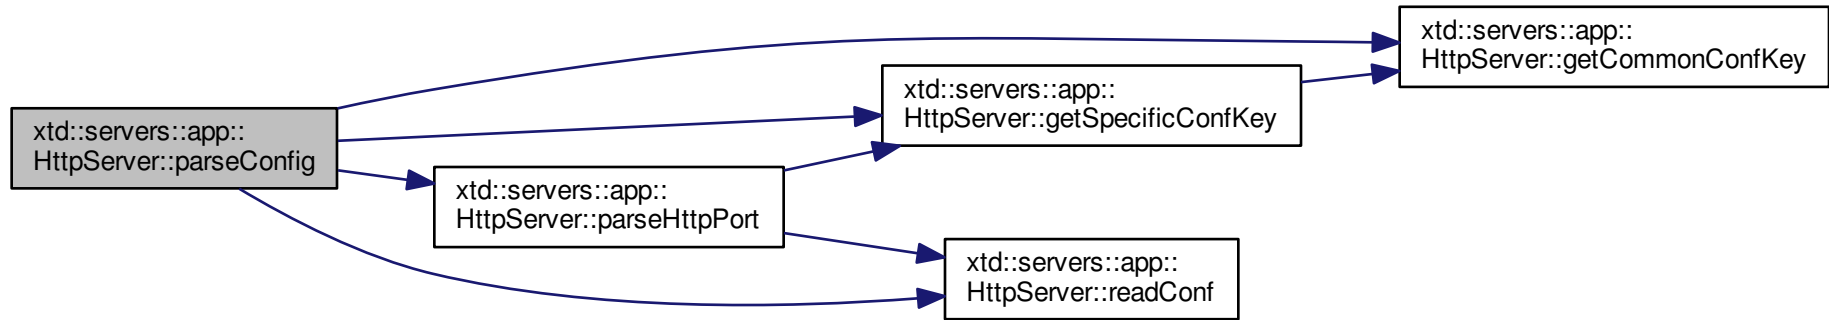 xtd::servers::app::
HttpServer::parseConfig
xtd::servers::app::
HttpServer::getCommonConfKey
xtd::servers::app::
HttpServer::getSpecificConfKey
xtd::servers::app::
HttpServer::parseHttpPort
xtd::servers::app::
HttpServer::readConf